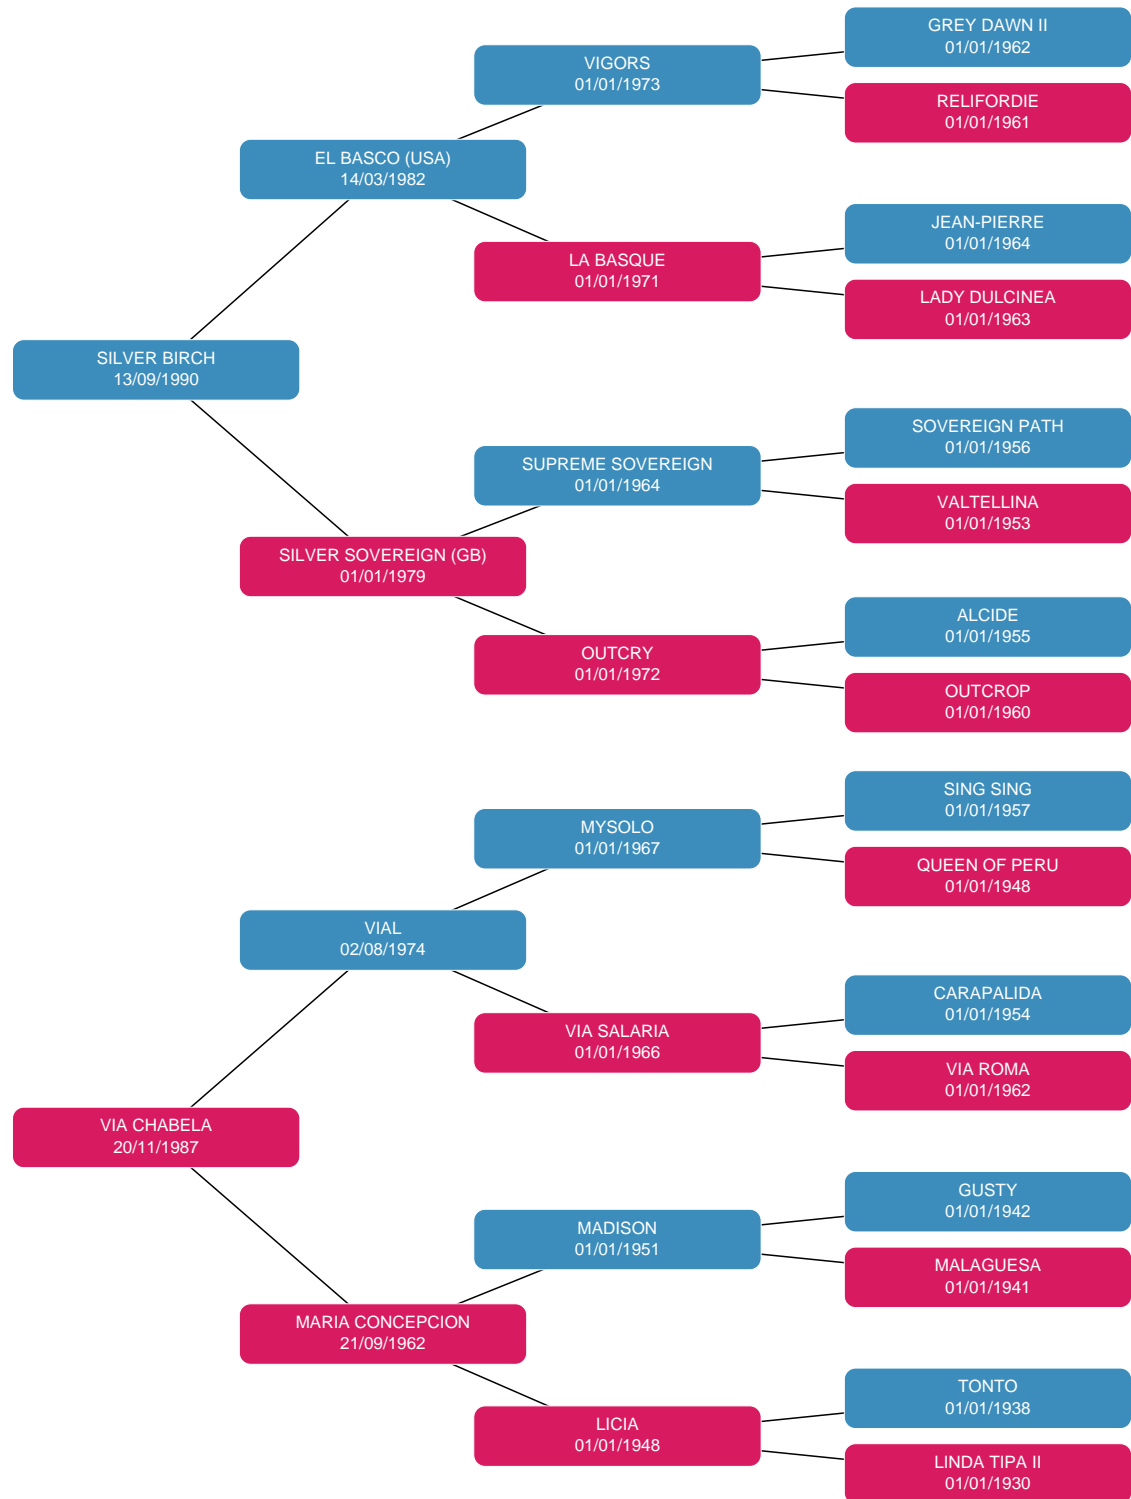 GREY DAWN II
01/01/1962
VIGORS
01/01/1973
RELIFORDIE
01/01/1961
EL BASCO (USA)
14/03/1982
JEAN-PIERRE
01/01/1964
LA BASQUE
01/01/1971
LADY DULCINEA
01/01/1963
SILVER BIRCH
13/09/1990
SOVEREIGN PATH
01/01/1956
SUPREME SOVEREIGN
01/01/1964
VALTELLINA
01/01/1953
SILVER SOVEREIGN (GB)
01/01/1979
ALCIDE
01/01/1955
OUTCRY
01/01/1972
OUTCROP
01/01/1960
SING SING
01/01/1957
MYSOLO
01/01/1967
QUEEN OF PERU
01/01/1948
VIAL
02/08/1974
CARAPALIDA
01/01/1954
VIA SALARIA
01/01/1966
VIA ROMA
01/01/1962
VIA CHABELA
20/11/1987
GUSTY
01/01/1942
MADISON
01/01/1951
MALAGUESA
01/01/1941
MARIA CONCEPCION
21/09/1962
TONTO
01/01/1938
LICIA
01/01/1948
LINDA TIPA II
01/01/1930